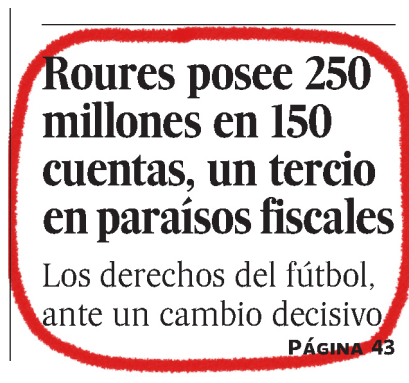 Roures posee 250
millones en 150
cuentas, un tercio
en paraísos fiscales
Los derechos del fútbol,
ante un cambio decisivo
PÁGINA 43